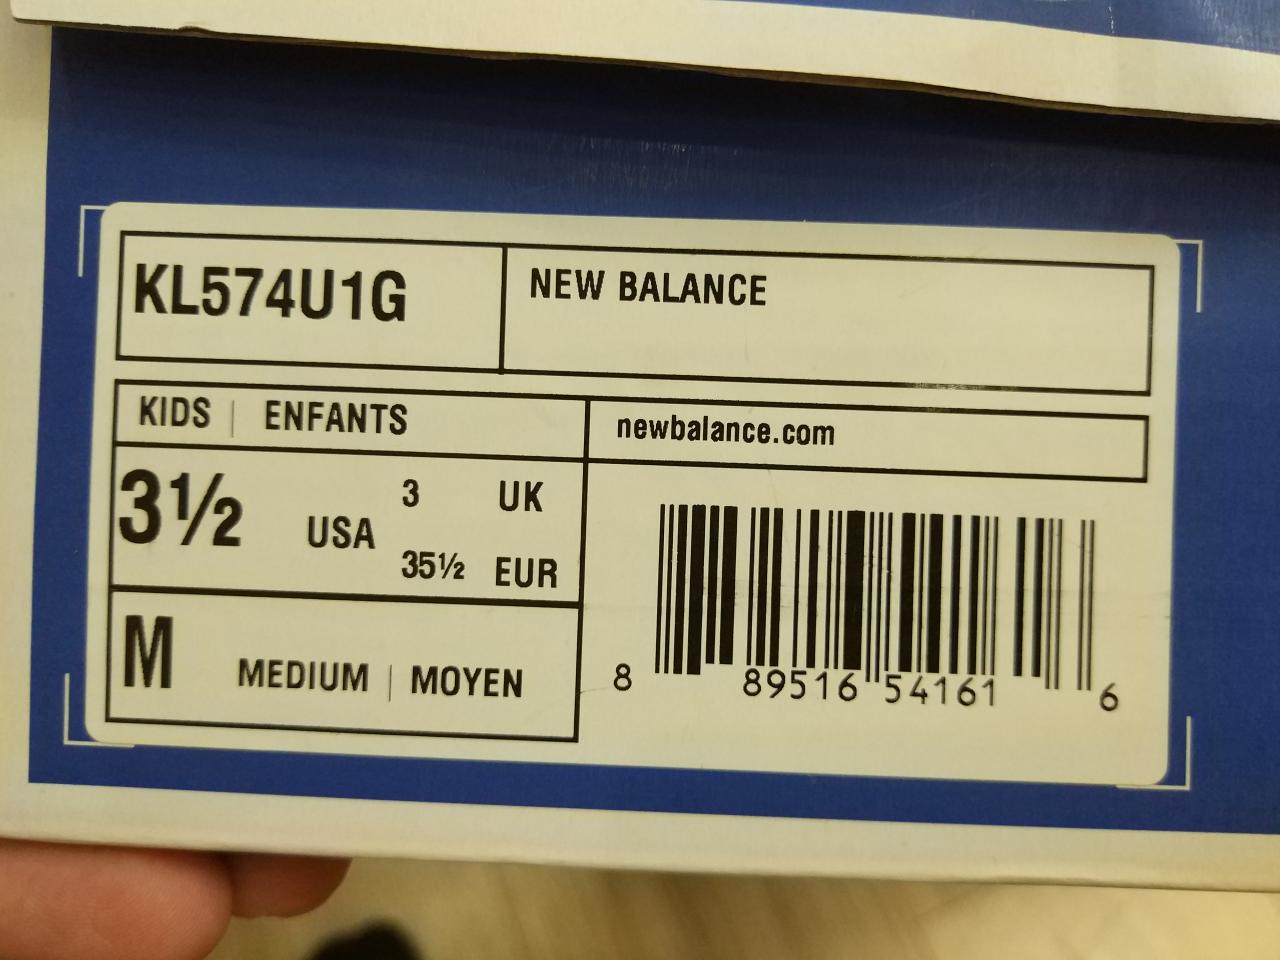 KL574U1G
NEW BALANCE
KIDS | ENFANTS
newbalance.com
3½ USA
3 UK
35½ EUR
M MEDIUM | MOYEN
8 89516 54161 6